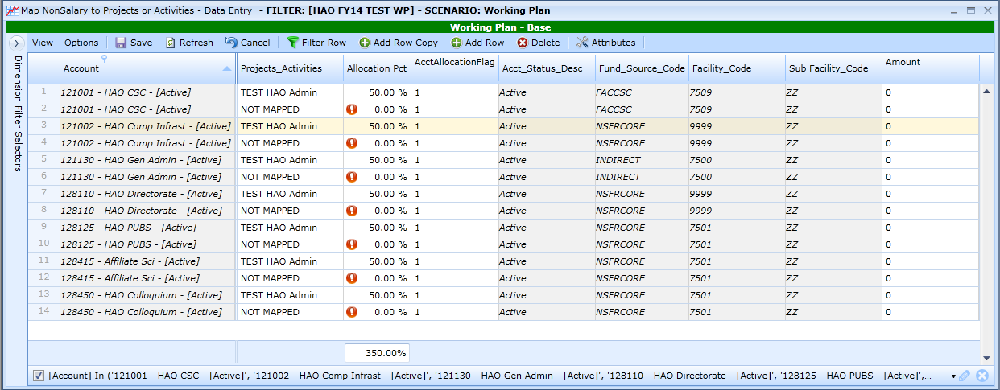 Map NonSalary to Projects or Activities - Data Entry - FILTER: [HAO FY14 TEST WP] - SCENARIO: Working Plan
Working Plan - Base
View Options Save Refresh Cancel Filter Row Add Row Copy Add Row Delete Attributes
Dimension Filter Selectors
Account Projects_Activities Allocation Pct AcctAllocationFlag Acct_Status_Desc Fund_Source_Code Facility_Code Sub Facility_Code Amount
1 121001 - HAO CSC - [Active] TEST HAO Admin 50.00 % 1 Active FACCSC 7509 ZZ 0
2 121001 - HAO CSC - [Active] NOT MAPPED 0.00 % 1 Active FACCSC 7509 ZZ 0
3 121002 - HAO Comp Infrast - [Active] TEST HAO Admin 50.00 % 1 Active NSFRCORE 9999 ZZ 0
4 121002 - HAO Comp Infrast - [Active] NOT MAPPED 0.00 % 1 Active NSFRCORE 9999 ZZ 0
5 121130 - HAO Gen Admin - [Active] TEST HAO Admin 50.00 % 1 Active INDIRECT 7500 ZZ 0
6 121130 - HAO Gen Admin - [Active] NOT MAPPED 0.00 % 1 Active INDIRECT 7500 ZZ 0
7 128110 - HAO Directorate - [Active] TEST HAO Admin 50.00 % 1 Active NSFRCORE 9999 ZZ 0
8 128110 - HAO Directorate - [Active] NOT MAPPED 0.00 % 1 Active NSFRCORE 9999 ZZ 0
9 128125 - HAO PUBS - [Active] TEST HAO Admin 50.00 % 1 Active NSFRCORE 7501 ZZ 0
10 128125 - HAO PUBS - [Active] NOT MAPPED 0.00 % 1 Active NSFRCORE 7501 ZZ 0
11 128415 - Affiliate Sci - [Active] TEST HAO Admin 50.00 % 1 Active NSFRCORE 7501 ZZ 0
12 128415 - Affiliate Sci - [Active] NOT MAPPED 0.00 % 1 Active NSFRCORE 7501 ZZ 0
13 128450 - HAO Colloquium - [Active] TEST HAO Admin 50.00 % 1 Active NSFRCORE 7501 ZZ 0
14 128450 - HAO Colloquium - [Active] NOT MAPPED 0.00 % 1 Active NSFRCORE 7501 ZZ 0
350.00%
[Account] In ('121001 - HAO CSC - [Active]', '121002 - HAO Comp Infrast - [Active]', '121130 - HAO Gen Admin - [Active]', '128110 - HAO Directorate - [Active]', '128125 - HAO PUBS - [Active]',...